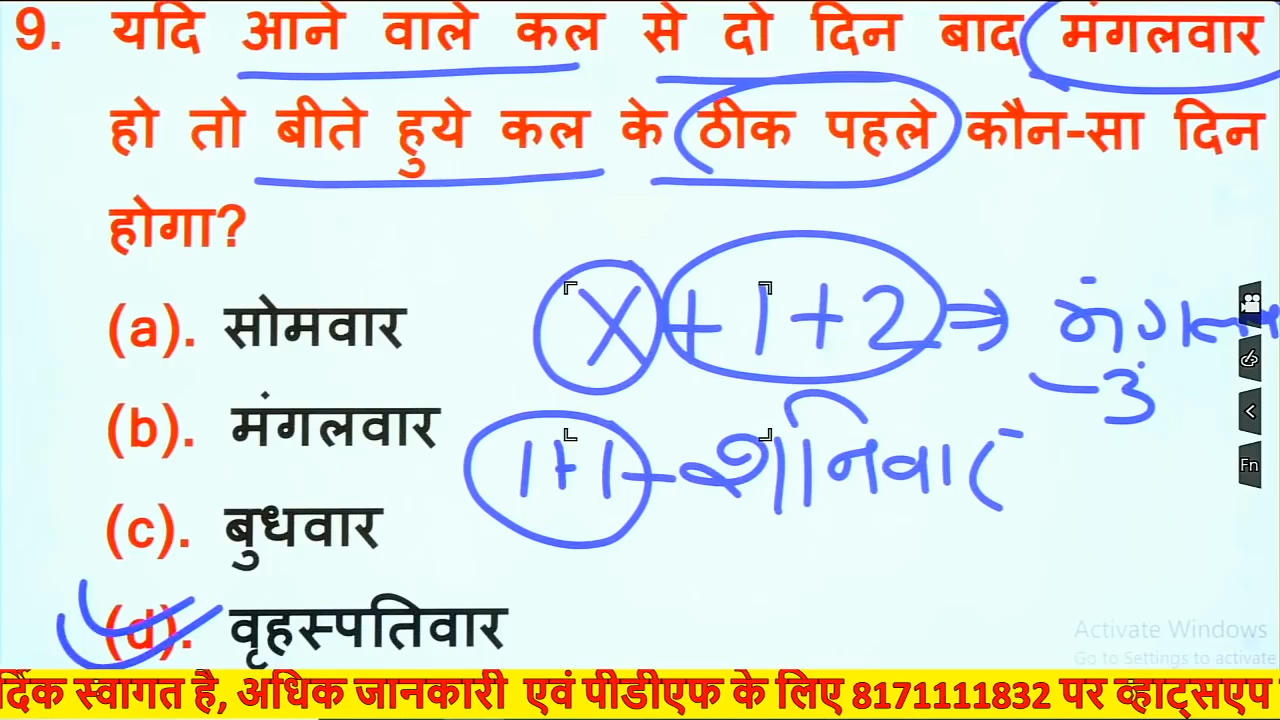 9. यदि आने वाले कल से दो दिन बाद मंगलवार
हो तो बीते हुये कल के ठीक पहले कौन-सा दिन
होगा?
(a). सोमवार
(b). मंगलवार
(c). बुधवार
(d). वृहस्पतिवार
X + 1 + 2 ⇒
- 3
1+1 - शनिवार
Fn
Activate Windows
Go to Settings to activate
र्दिक स्वागत है, अधिक जानकारी एवं पीडीएफ के लिए 8171111832 पर व्हाट्सएप